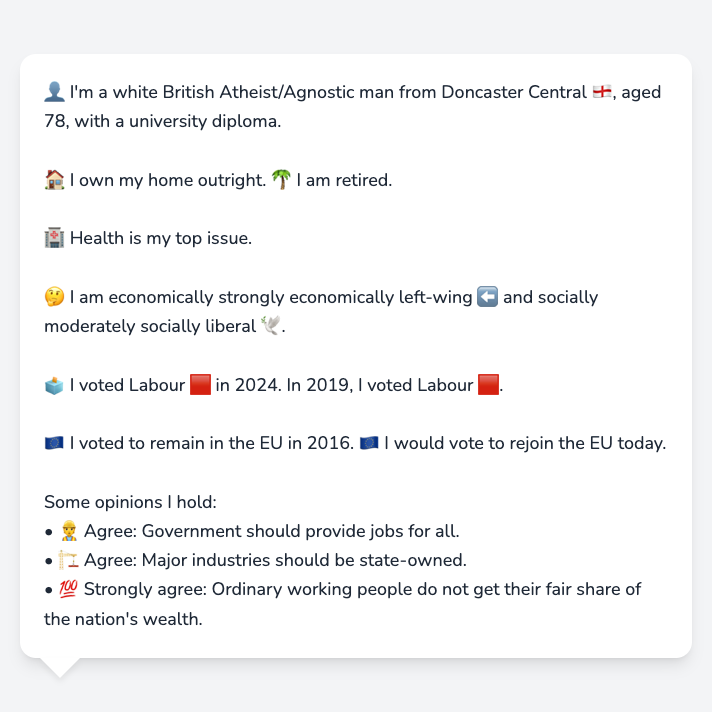 👤 I'm a white British Atheist/Agnostic man from Doncaster Central 🏴󠁧󠁢󠁥󠁮󠁧󠁿, aged
78, with a university diploma.
🏠 I own my home outright. 🌴 I am retired.
🏥 Health is my top issue.
🤔 I am economically strongly economically left-wing ⬅️ and socially
moderately socially liberal 🕊️.
🗳️ I voted Labour 🟥 in 2024. In 2019, I voted Labour 🟥.
🇪🇺 I voted to remain in the EU in 2016. 🇪🇺 I would vote to rejoin the EU today.
Some opinions I hold:
• 👷 Agree: Government should provide jobs for all.
• 🏗️ Agree: Major industries should be state-owned.
• 💯 Strongly agree: Ordinary working people do not get their fair share of
the nation's wealth.